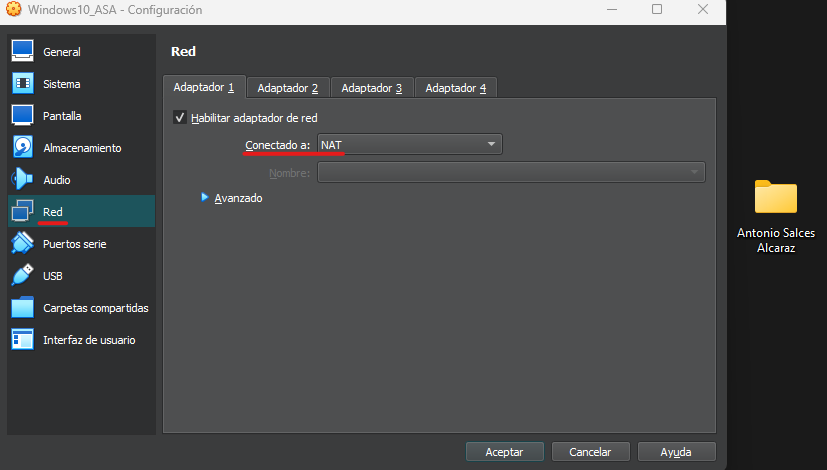 Windows10_ASA - Configuración
General
Sistema
Pantalla
Almacenamiento
Audio
Red
Puertos serie
USB
Carpetas compartidas
Interfaz de usuario
Red
Adaptador 1 Adaptador 2 Adaptador 3 Adaptador 4
Habilitar adaptador de red
Conectado a: NAT
Nombre:
Avanzado
Aceptar Cancelar Ayuda
Antonio Salces
Alcaraz